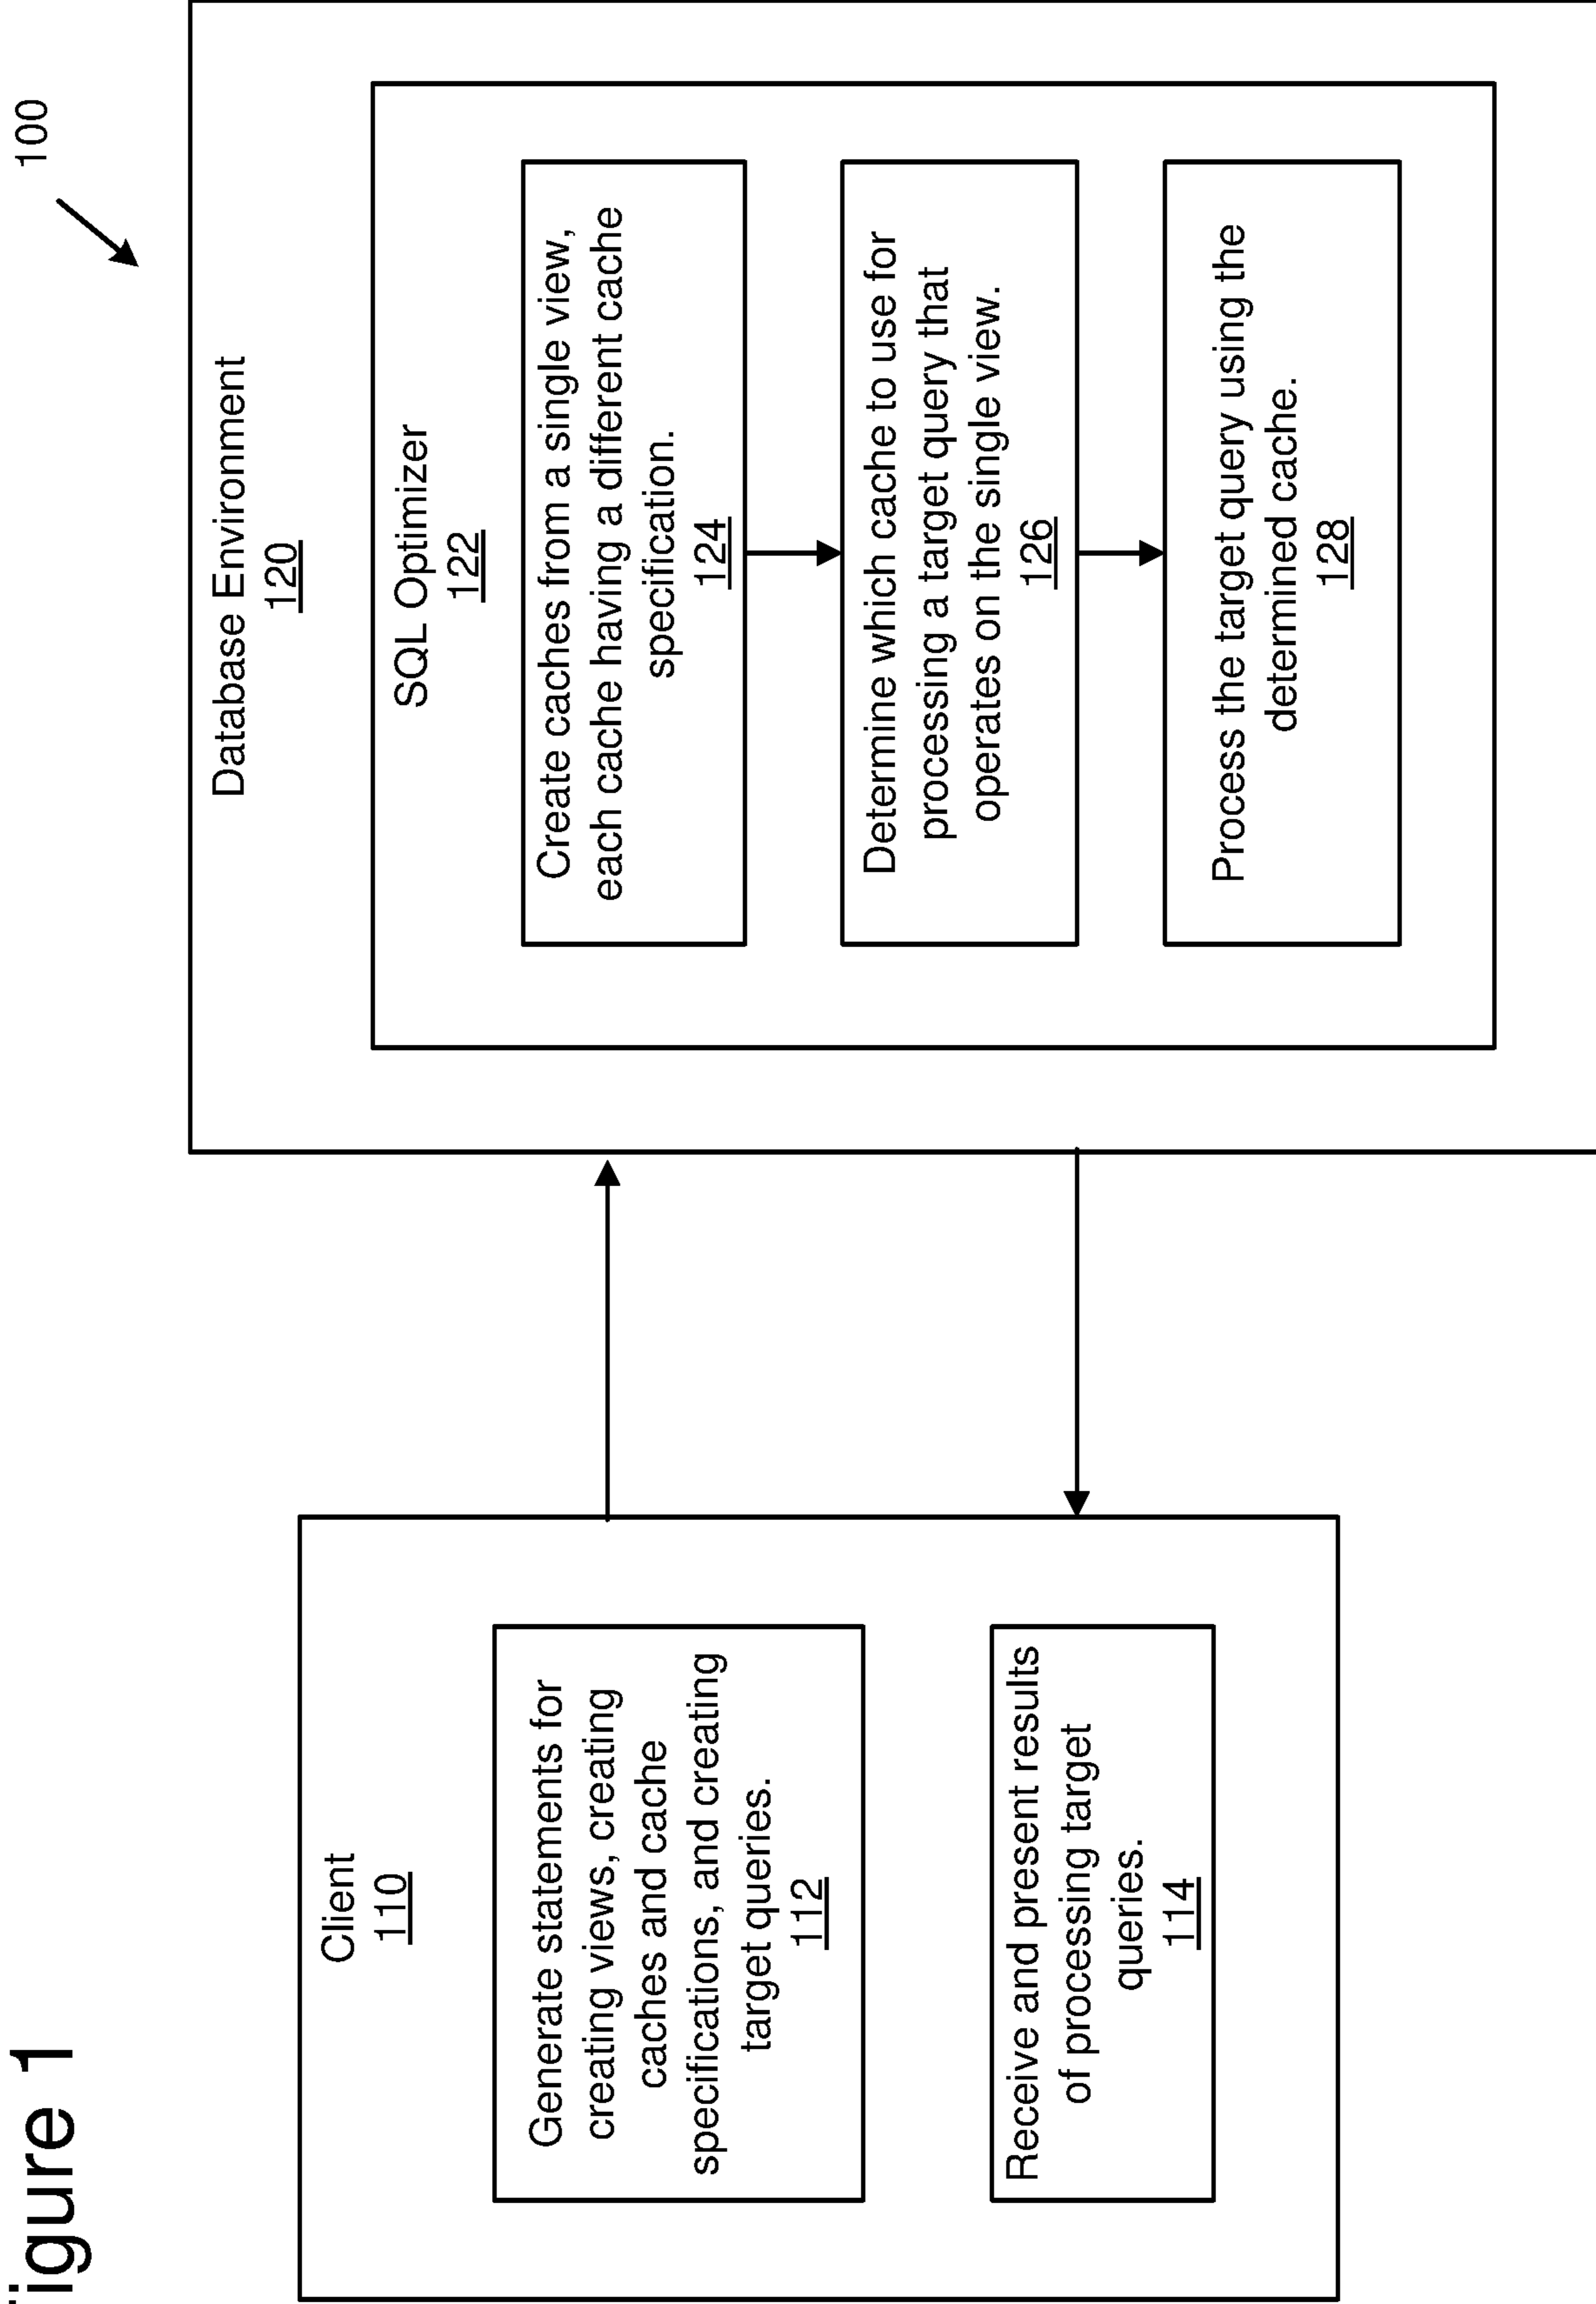 Figure 1
100
Client
110
Generate statements for
creating views, creating
caches and cache
specifications, and creating
target queries.
112
Receive and present results
of processing target
queries.
114
Database Environment
120
SQL Optimizer
122
Create caches from a single view,
each cache having a different cache
specification.
124
Determine which cache to use for
processing a target query that
operates on the single view.
126
Process the target query using the
determined cache.
128